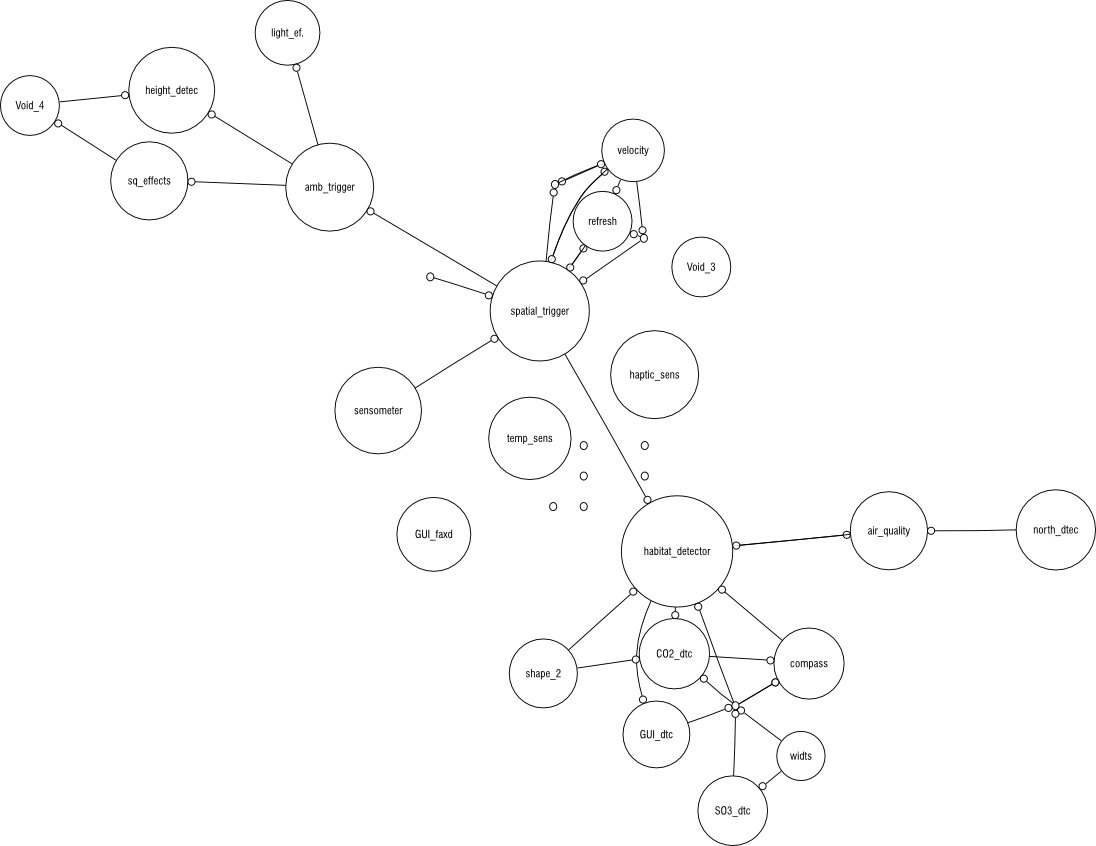 light_ef.
height_detec
Void_4
velocity
sq_effects
amb_trigger
refresh
Void_3
spatial_trigger
haptic_sens
sensometer
temp_sens
GUI_faxd
air_quality
north_dtec
habitat_detector
CO2_dtc
compass
shape_2
GUI_dtc
widts
SO3_dtc